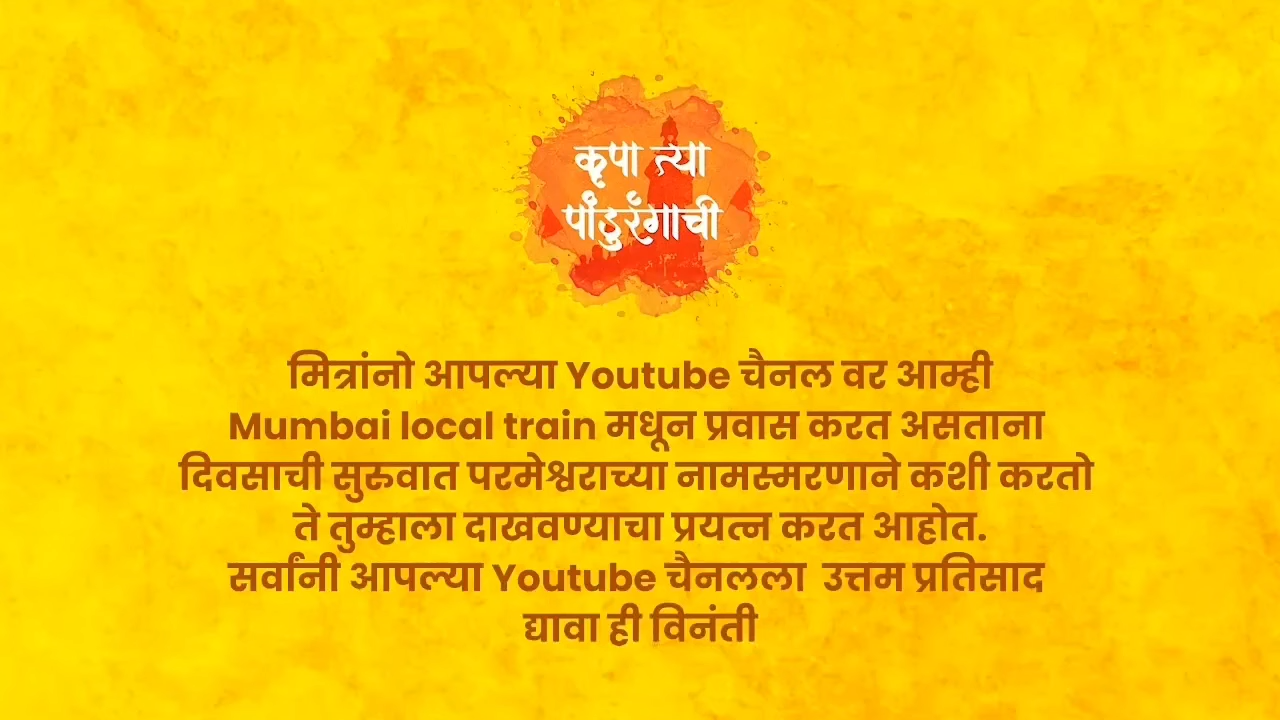 कृपा त्या
पांडुरंगाची
मित्रांनो आपल्या Youtube चैनल वर आम्ही
Mumbai local train मधून प्रवास करत असताना
दिवसाची सुरुवात परमेश्वराच्या नामस्मरणाने कशी करतो
ते तुम्हाला दाखवण्याचा प्रयत्न करत आहोत.
सर्वांनी आपल्या Youtube चैनलला उत्तम प्रतिसाद
द्यावा ही विनंती